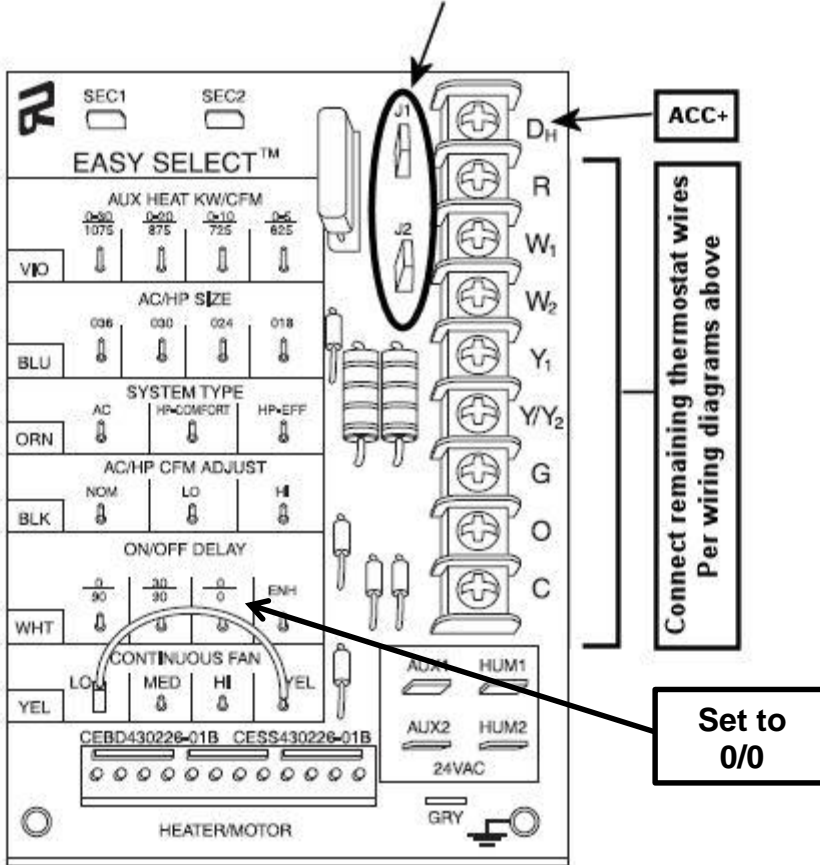 SEC1 SEC2
J1
DH
ACC+
EASY SELECT™
R
AUX HEAT KW/CFM
0-30 0-20 0-10 0-5
1075 875 725 625
J2
W1
VIO
AC/HP SIZE
W2
036 030 024 018
BLU
Y1
SYSTEM TYPE
AC HP-COMFORT HP-EFF
Y/Y2
ORN
AC/HP CFM ADJUST
G
NOM LO HI
BLK
O
ON/OFF DELAY
0 30 0 ENH
90 90 0
C
WHT
Connect remaining thermostat wires
Per wiring diagrams above
CONTINUOUS FAN
LO MED HI YEL
YEL
AUX1 HUM1
AUX2 HUM2
24VAC
Set to
0/0
CEBD430226-01B CESS430226-01B
GRY
HEATER/MOTOR